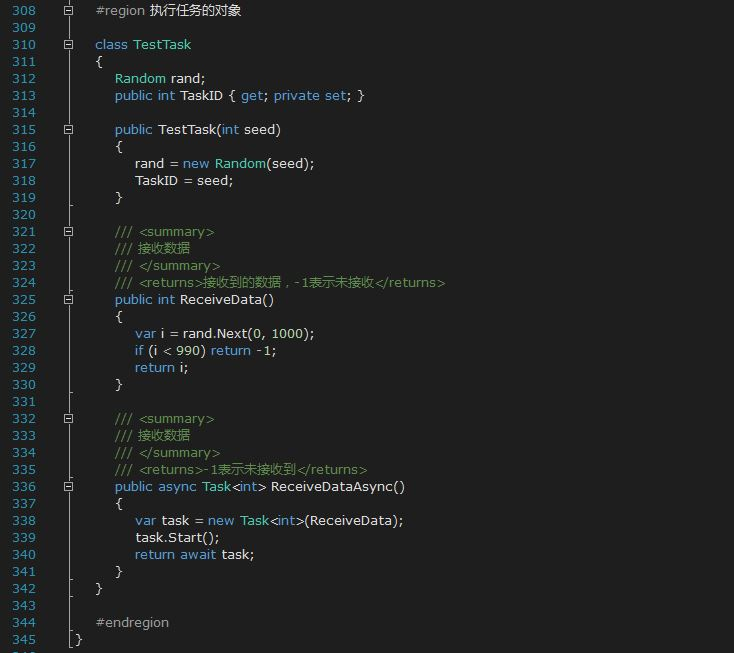 308 #region 执行任务的对象
309
310 class TestTask
311 {
312 Random rand;
313 public int TaskID { get; private set; }
314
315 public TestTask(int seed)
316 {
317 rand = new Random(seed);
318 TaskID = seed;
319 }
320
321 /// <summary>
322 /// 接收数据
323 /// </summary>
324 /// <returns>接收到的数据，-1表示未接收</returns>
325 public int ReceiveData()
326 {
327 var i = rand.Next(0, 1000);
328 if (i < 990) return -1;
329 return i;
330 }
331
332 /// <summary>
333 /// 接收数据
334 /// </summary>
335 /// <returns>-1表示未接收到</returns>
336 public async Task<int> ReceiveDataAsync()
337 {
338 var task = new Task<int>(ReceiveData);
339 task.Start();
340 return await task;
341 }
342 }
343
344 #endregion
345 }